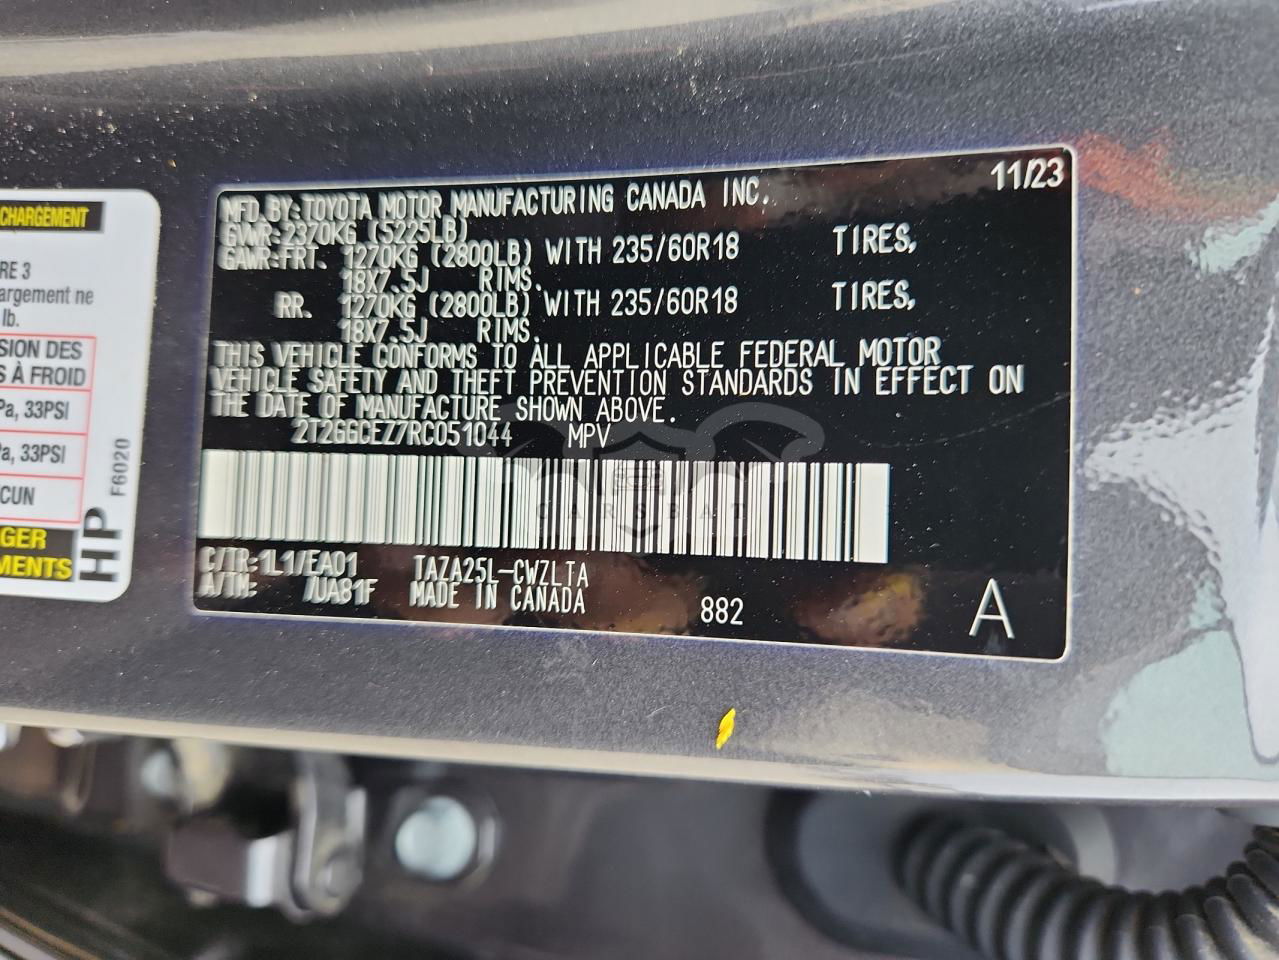 CHARGEMENT
RE 3
argement ne
lb.
SION DES
S À FROID
Pa, 33PSI
Pa, 33PSI
CUN
GER
MENTS
HP
F6020
11/23
MFD.BY:TOYOTA MOTOR MANUFACTURING CANADA INC.
GVWR:2370KG (5225LB)
GAWR:FRT. 1270KG (2800LB) WITH 235/60R18 TIRES,
18X7.5J RIMS.
RR. 1270KG (2800LB) WITH 235/60R18 TIRES,
18X7.5J RIMS.
THIS VEHICLE CONFORMS TO ALL APPLICABLE FEDERAL MOTOR
VEHICLE SAFETY AND THEFT PREVENTION STANDARDS IN EFFECT ON
THE DATE OF MANUFACTURE SHOWN ABOVE.
2T2GGCEZ7RC051044 MPV
CARSBAT
C/TR:1L1/EA01 TAZA25L-CWZLTA
A/TM: /UA81F MADE IN CANADA
882
A